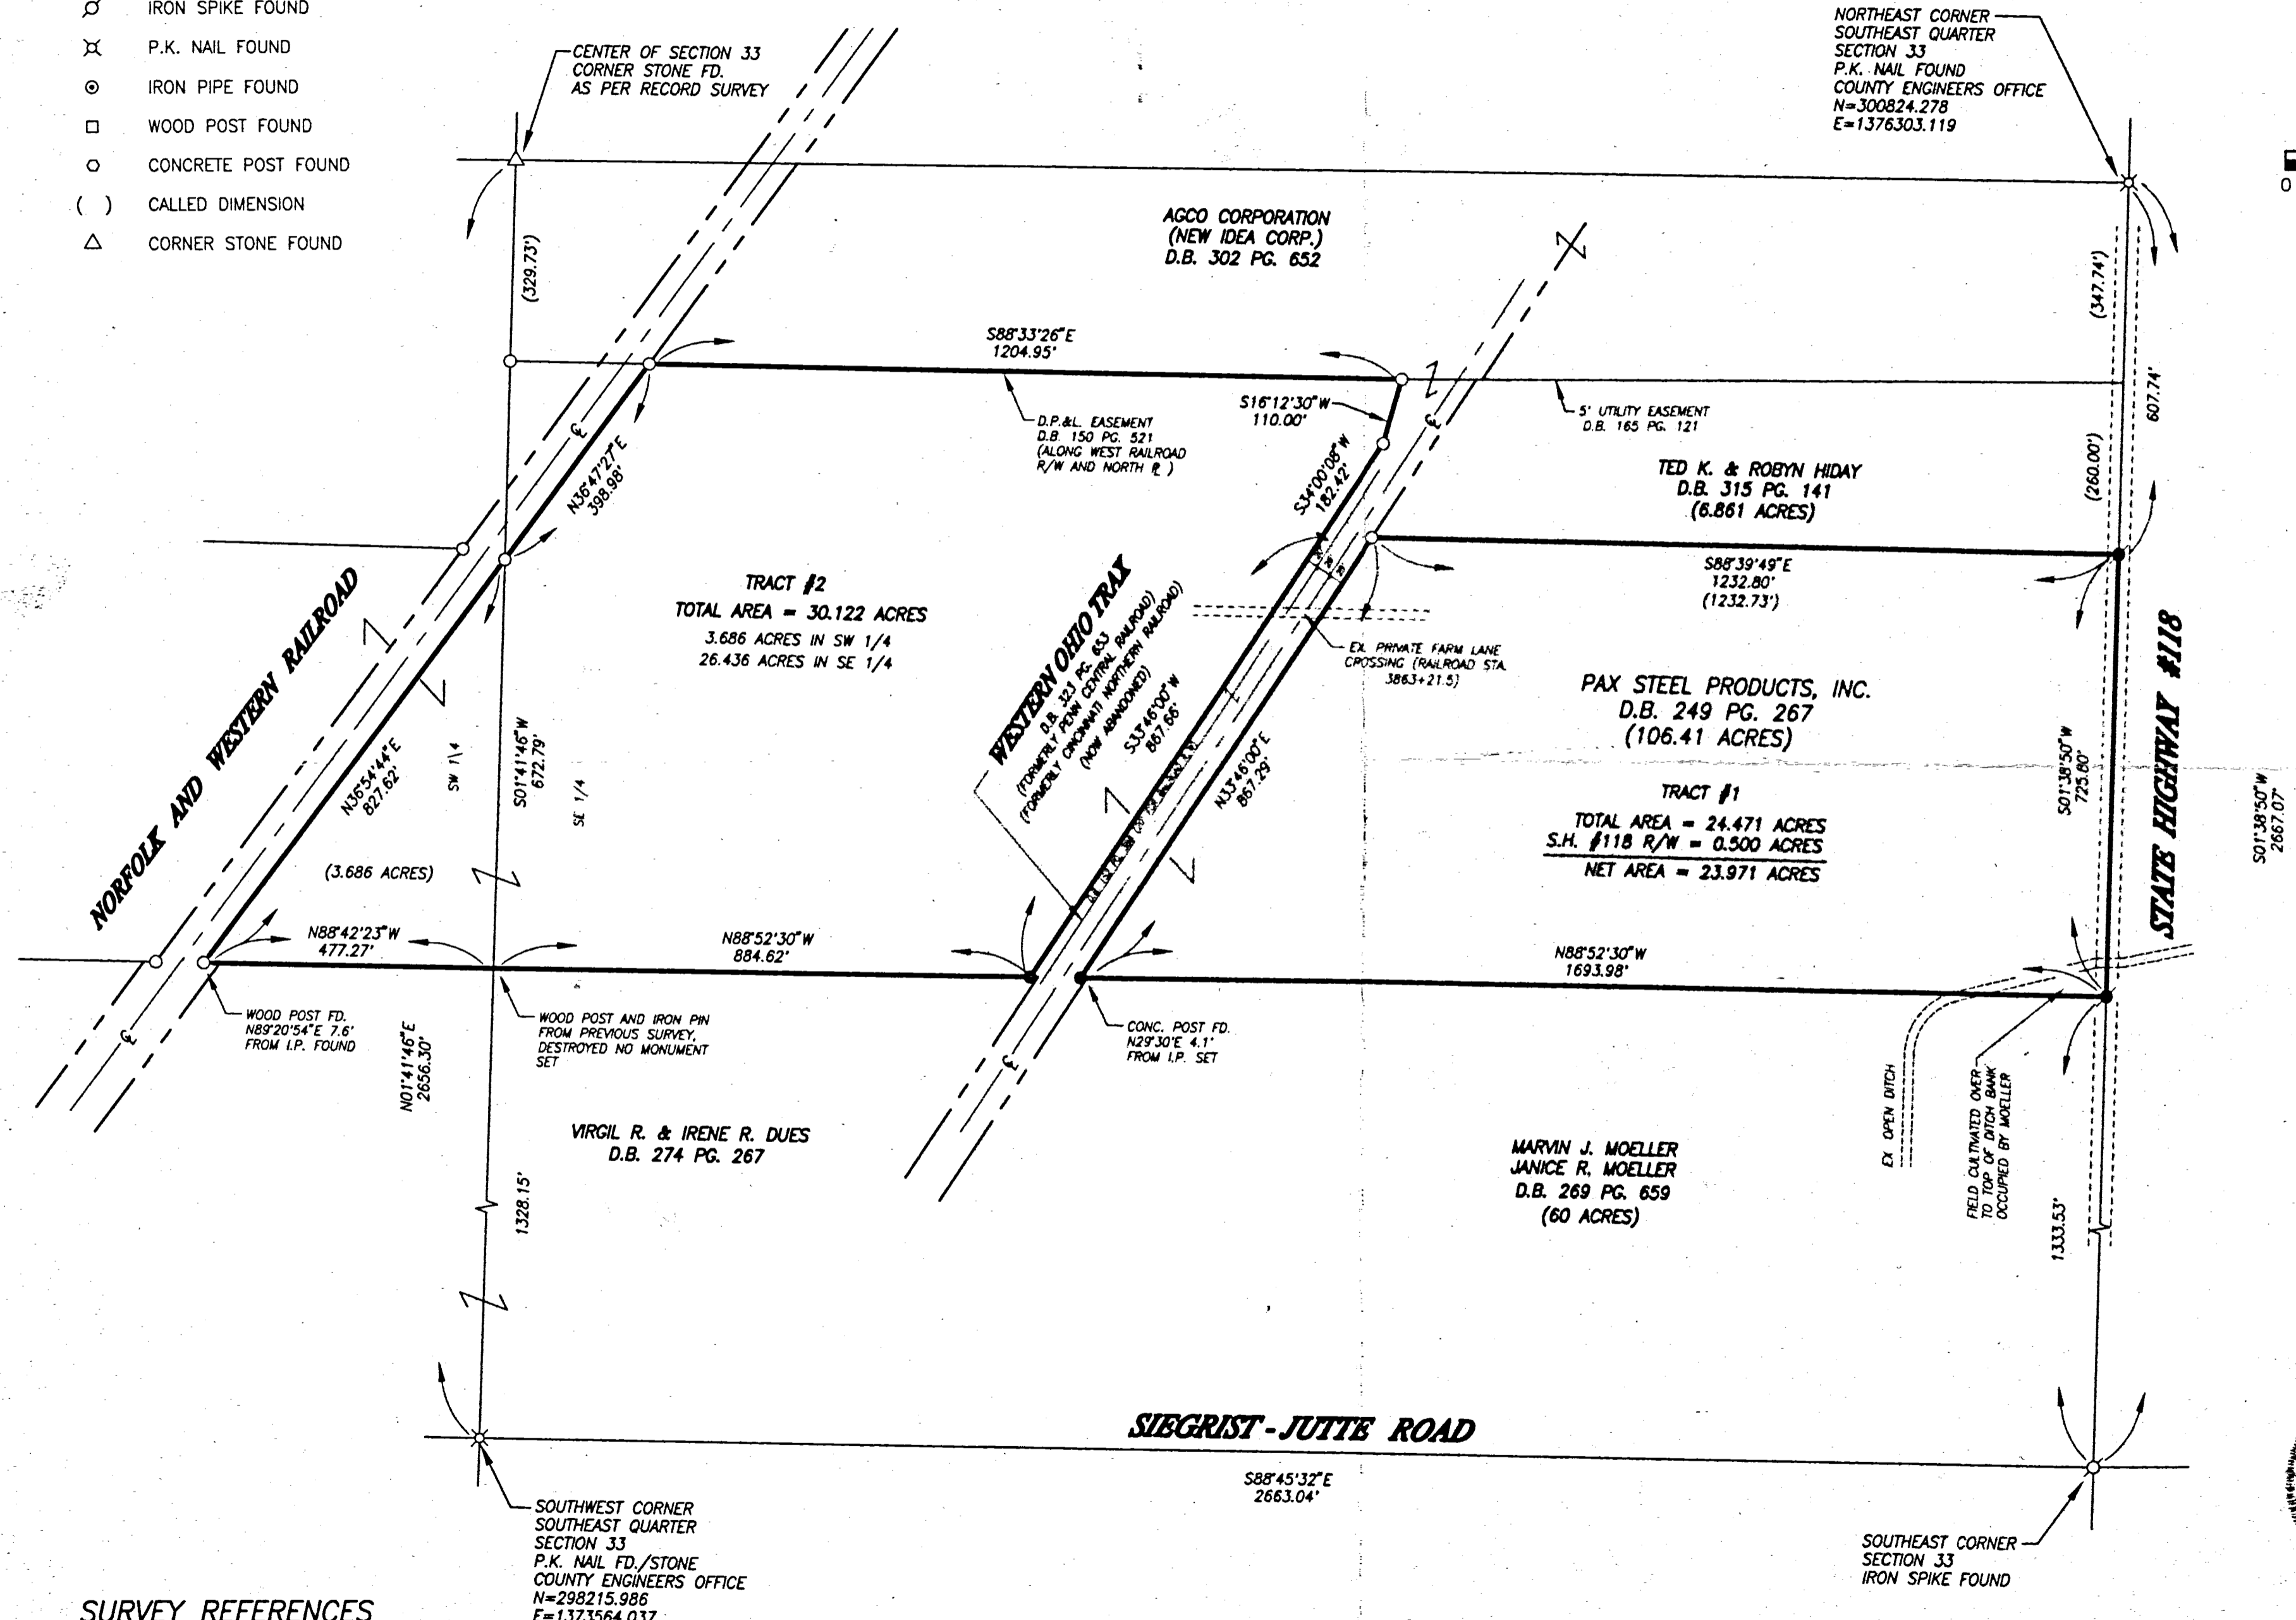 IRON SPIKE FOUND
P.K. NAIL FOUND
IRON PIPE FOUND
WOOD POST FOUND
CONCRETE POST FOUND
( ) CALLED DIMENSION
CORNER STONE FOUND
CENTER OF SECTION 33
CORNER STONE FD.
AS PER RECORD SURVEY
NORTHEAST CORNER
SOUTHEAST QUARTER
SECTION 33
P.K. NAIL FOUND
COUNTY ENGINEERS OFFICE
N=300824.278
E=1376303.119
(329.73')
AGCO CORPORATION
(NEW IDEA CORP.)
D.B. 302 PG. 652
(347.74')
607.74'
(260.00')
S88°33'26"E
1204.95'
D.P.&L. EASEMENT
D.B. 150 PG. 521
(ALONG WEST RAILROAD
R/W AND NORTH ℄ )
S16°12'30"W
110.00'
5' UTILITY EASEMENT
D.B. 165 PG. 121
N36°47'27"E
398.98'
S34°00'08"W
182.42'
TED K. & ROBYN HIDAY
D.B. 315 PG. 141
(6.861 ACRES)
S88°39'49"E
1232.80'
(1232.73')
TRACT #2
TOTAL AREA = 30.122 ACRES
3.686 ACRES IN SW 1/4
26.436 ACRES IN SE 1/4
WESTERN OHIO TRAX
D.B. 323 PG. 653
(FORMERLY PENN CENTRAL RAILROAD)
(FORMERLY CINCINNATI NORTHERN RAILROAD)
(NOW ABANDONED)
S33°46'00"W
867.66'
N33°46'00"E
867.29'
EX. PRIVATE FARM LANE
CROSSING (RAILROAD STA.
3863+21.5)
PAX STEEL PRODUCTS, INC.
D.B. 249 PG. 267
(106.41 ACRES)
TRACT #1
TOTAL AREA = 24.471 ACRES
S.H. #118 R/W = 0.500 ACRES
NET AREA = 23.971 ACRES
S01°38'50"W
725.80'
STATE HIGHWAY #118
S01°38'50"W
2667.07'
NORFOLK AND WESTERN RAILROAD
N36°54'44"E
827.62'
SW 1\4
S01°41'46"W
672.79'
SE 1/4
(3.686 ACRES)
N88°42'23"W
477.27'
N88°52'30"W
884.62'
N88°52'30"W
1693.98'
WOOD POST FD.
N89°20'54"E 7.6'
FROM I.P. FOUND
WOOD POST AND IRON PIN
FROM PREVIOUS SURVEY,
DESTROYED NO MONUMENT
SET
CONC. POST FD.
N29°30'E 4.1'
FROM I.P. SET
N01°41'46"E
2656.30'
VIRGIL R. & IRENE R. DUES
D.B. 274 PG. 267
1328.15'
MARVIN J. MOELLER
JANICE R. MOELLER
D.B. 269 PG. 659
(60 ACRES)
EX OPEN DITCH
FIELD CULTIVATED OVER
TO TOP OF DITCH BANK
OCCUPIED BY MOELLER
1333.53'
SIEGRIST-JUTTE ROAD
S88°45'32"E
2663.04'
SOUTHWEST CORNER
SOUTHEAST QUARTER
SECTION 33
P.K. NAIL FD./STONE
COUNTY ENGINEERS OFFICE
N=298215.986
E=1373564.037
SOUTHEAST CORNER
SECTION 33
IRON SPIKE FOUND
SURVEY REFERENCES